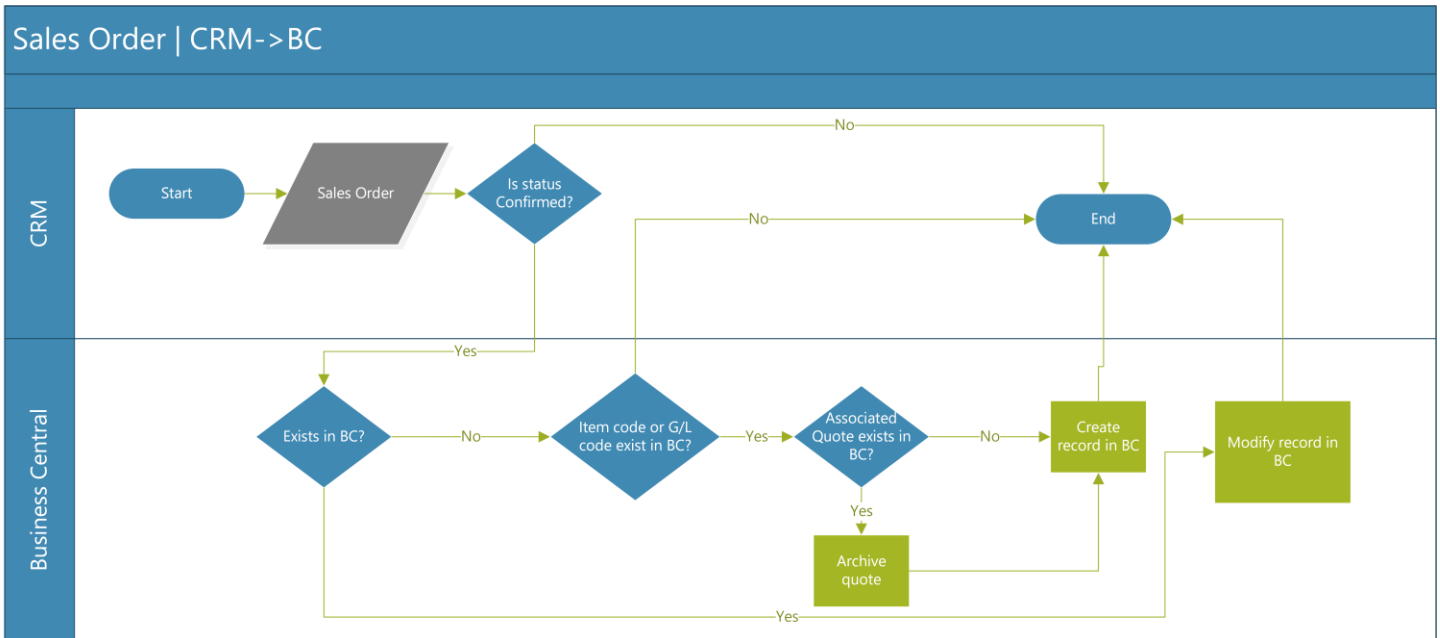 Sales Order | CRM->BC
CRM
Start
Sales Order
Is status
Confirmed?
No
No
End
Yes
Business Central
Exists in BC?
No
Item code or G/L
code exist in BC?
Yes
Associated
Quote exists in
BC?
No
Create
record in BC
Modify record in
BC
Yes
Archive
quote
Yes